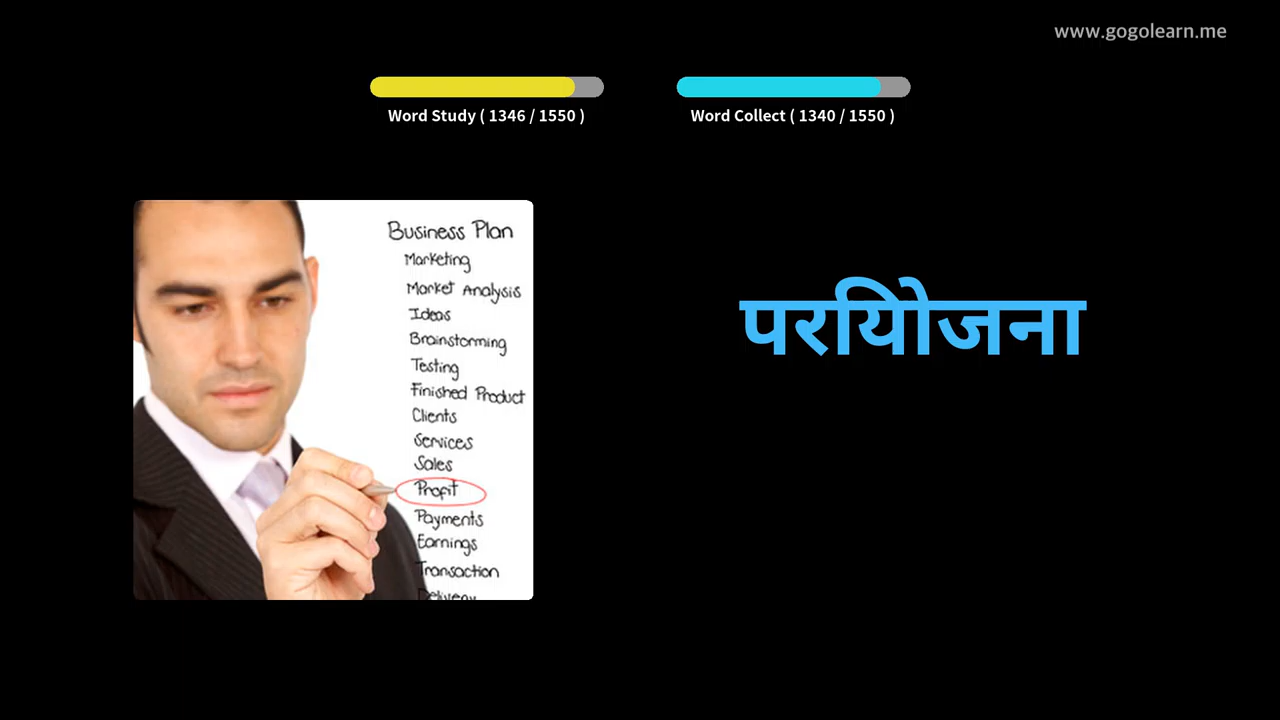 www.gogolearn.me
Word Study ( 1346 / 1550 )
Word Collect ( 1340 / 1550 )
Business Plan
Marketing
Market Analysis
Ideas
Brainstorming
Testing
Finished Product
Clients
Services
Sales
Profit
Payments
Earnings
Transaction
Delivery
परियोजना